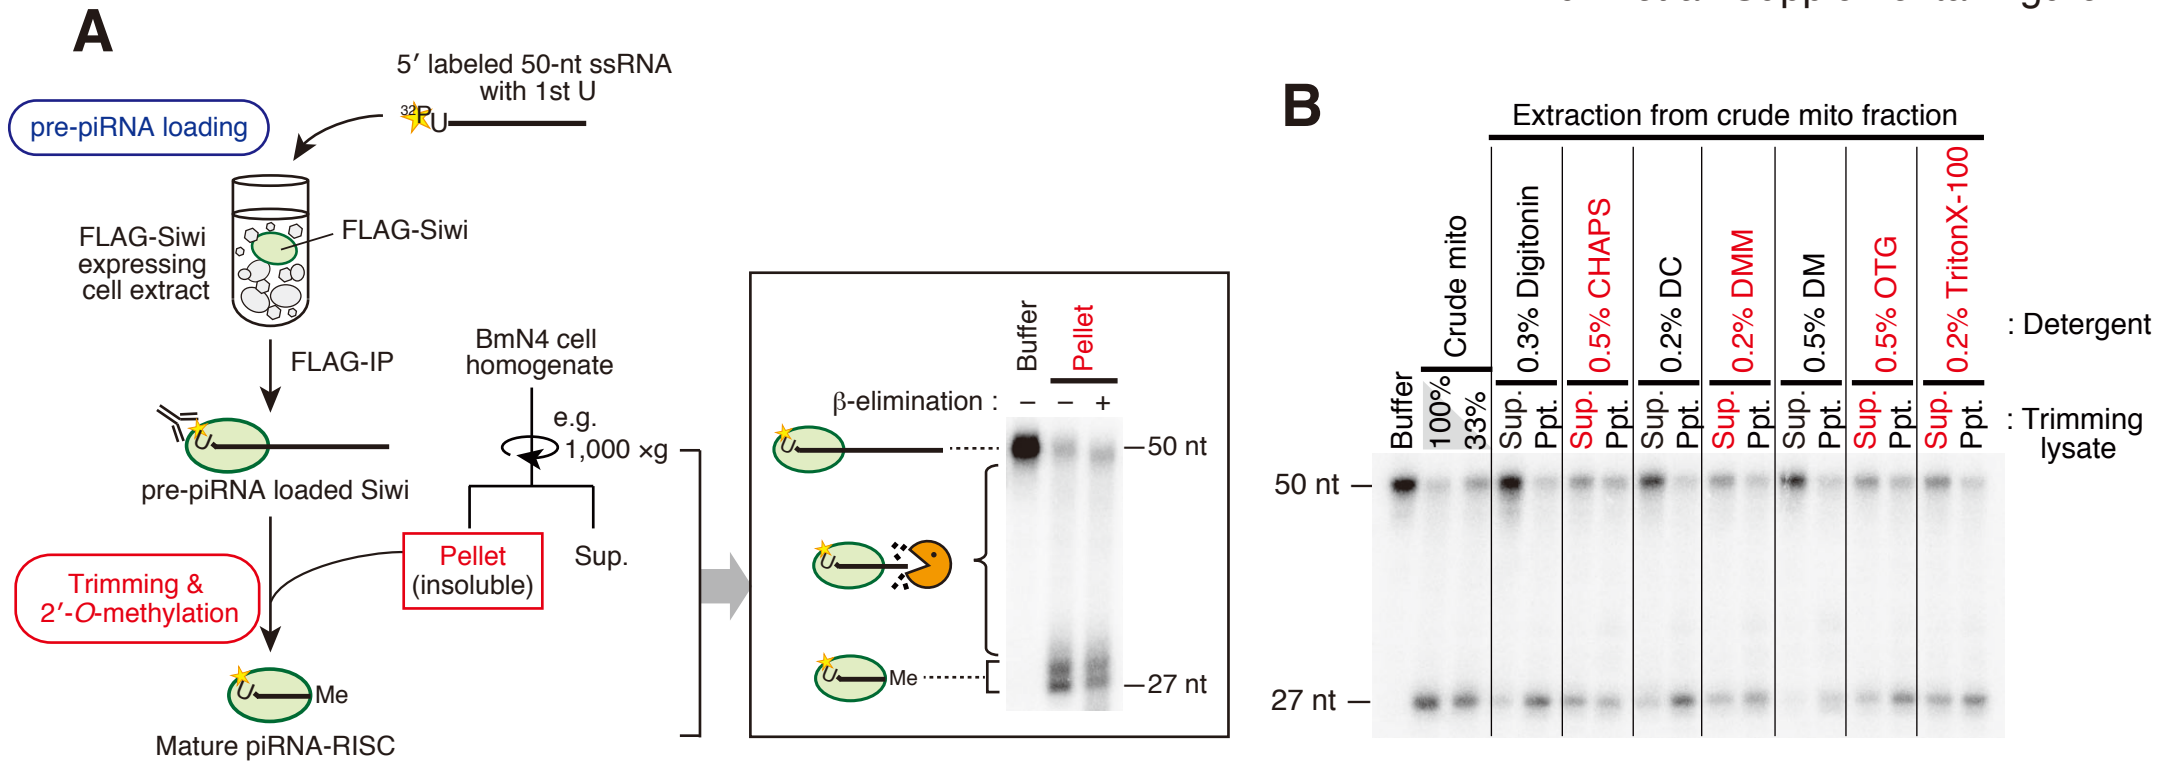 A
5′ labeled 50-nt ssRNA
with 1st U
32P U
pre-piRNA loading
FLAG-Siwi
expressing
cell extract
FLAG-Siwi
FLAG-IP
U
pre-piRNA loaded Siwi
BmN4 cell
homogenate
e.g.
1,000 ×g
Pellet
(insoluble)
Sup.
Trimming &
2′-O-methylation
U
Me
Mature piRNA-RISC
Buffer
Pellet
β-elimination : – – +
U
50 nt
U
U
Me
27 nt
B
Extraction from crude mito fraction
Crude mito
0.3% Digitonin
0.5% CHAPS
0.2% DC
0.2% DMM
0.5% DM
0.5% OTG
0.2% TritonX-100
: Detergent
Buffer
100%
33%
Sup.
Ppt.
Sup.
Ppt.
Sup.
Ppt.
Sup.
Ppt.
Sup.
Ppt.
Sup.
Ppt.
Sup.
Ppt.
: Trimming
lysate
50 nt
27 nt